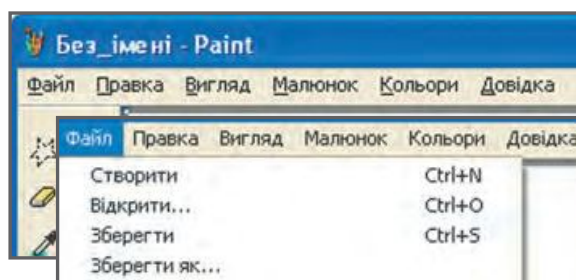 Без_імені - Paint
Файл Правка Вигляд Малюнок Кольори Довідка
Файл Правка Вигляд Малюнок Кольори Довідка
Створити Ctrl+N
Відкрити... Ctrl+O
Зберегти Ctrl+S
Зберегти як...